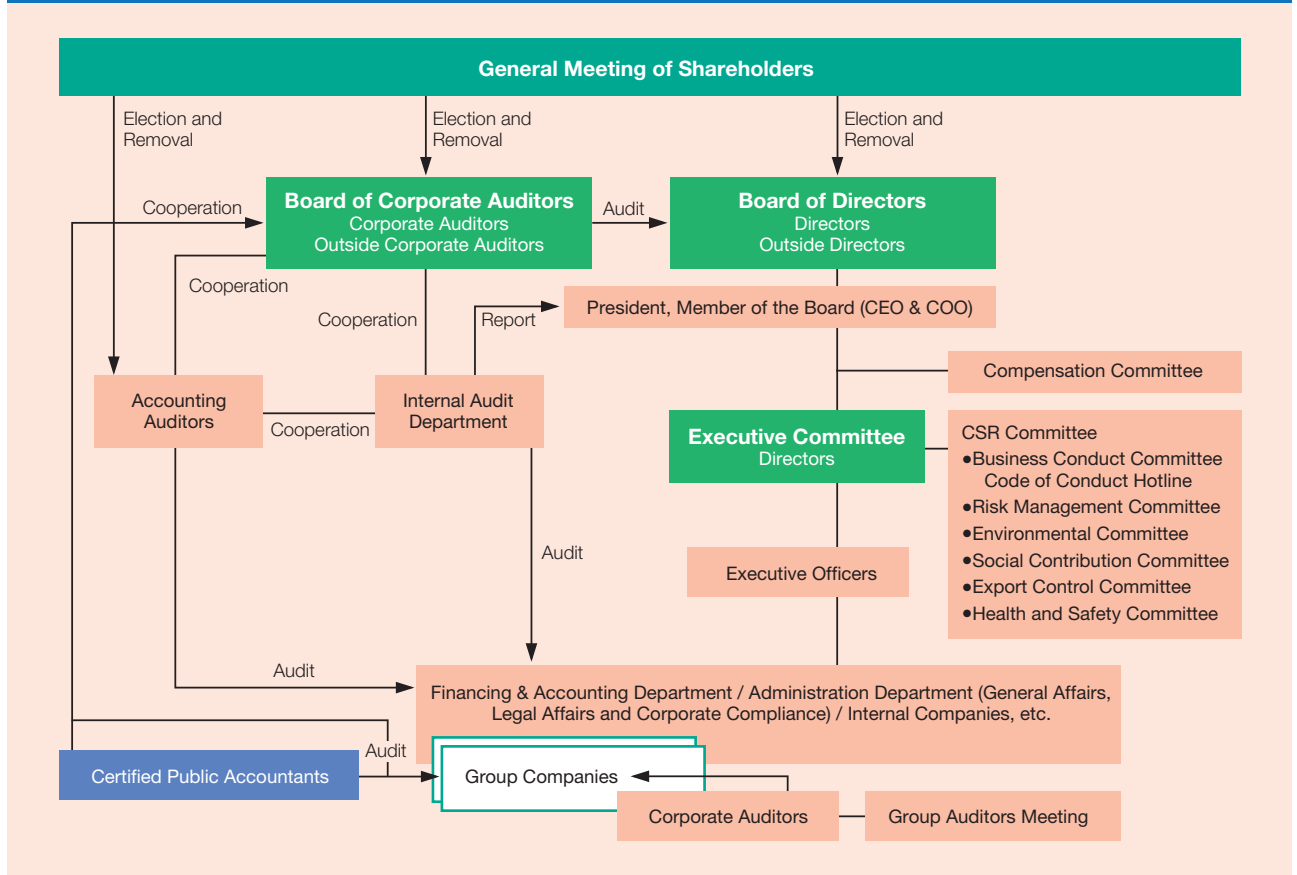 General Meeting of Shareholders
Election and
Removal
Election and
Removal
Election and
Removal
Cooperation
Board of Corporate Auditors
Corporate Auditors
Outside Corporate Auditors
Audit
Board of Directors
Directors
Outside Directors
Cooperation
Cooperation
Report
President, Member of the Board (CEO & COO)
Compensation Committee
Accounting
Auditors
Cooperation
Internal Audit
Department
Executive Committee
Directors
CSR Committee
●Business Conduct Committee
Code of Conduct Hotline
●Risk Management Committee
●Environmental Committee
●Social Contribution Committee
●Export Control Committee
●Health and Safety Committee
Audit
Executive Officers
Audit
Financing & Accounting Department / Administration Department (General Affairs,
Legal Affairs and Corporate Compliance) / Internal Companies, etc.
Audit
Certified Public Accountants
Group Companies
Corporate Auditors
Group Auditors Meeting